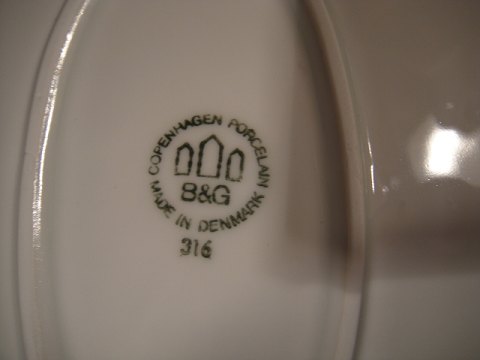 COPENHAGEN PORCELAIN
B&G
MADE IN DENMARK
316